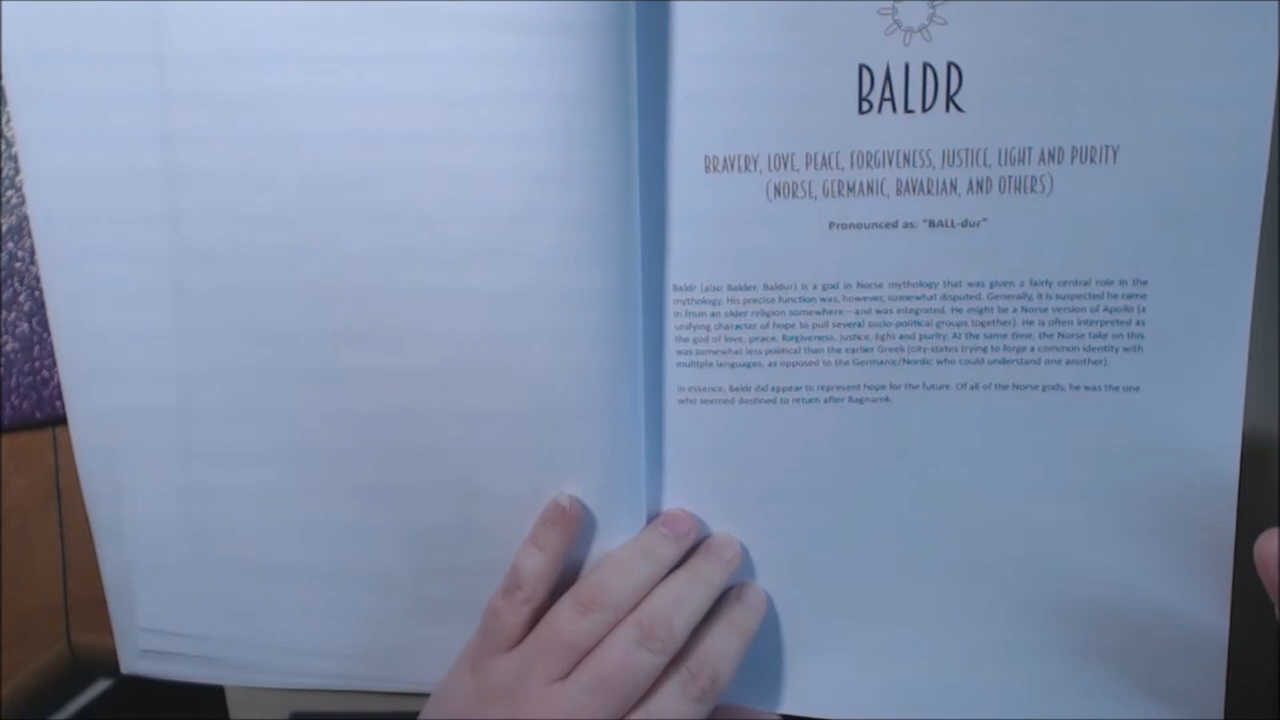 BALDR
BRAVERY, LOVE, PEACE, FORGIVENESS, JUSTICE, LIGHT AND PURITY
(NORSE, GERMANIC, BAVARIAN, AND OTHERS)
Pronounced as: "BALL-dur"
Baldr (also Balder, Baldur) is a god in Norse mythology that was given a fairly central role in the
mythology. His precise function was, however, somewhat disputed. Generally, it is suspected he came
in from an older religion somewhere – and was integrated. He might be a Norse version of Apollo (a
unifying character of hope to pull several socio-political groups together). He is often interpreted as
the god of love, peace, forgiveness, justice, light and purity. At the same time, the Norse take on this
was somewhat less political than the earlier Greek (city-states trying to forge a common identity with
multiple languages, as opposed to the Germanic/Nordic who could understand one another).
In essence, Baldr did appear to represent hope for the future. Of all of the Norse gods, he was the one
who seemed destined to return after Ragnarok.